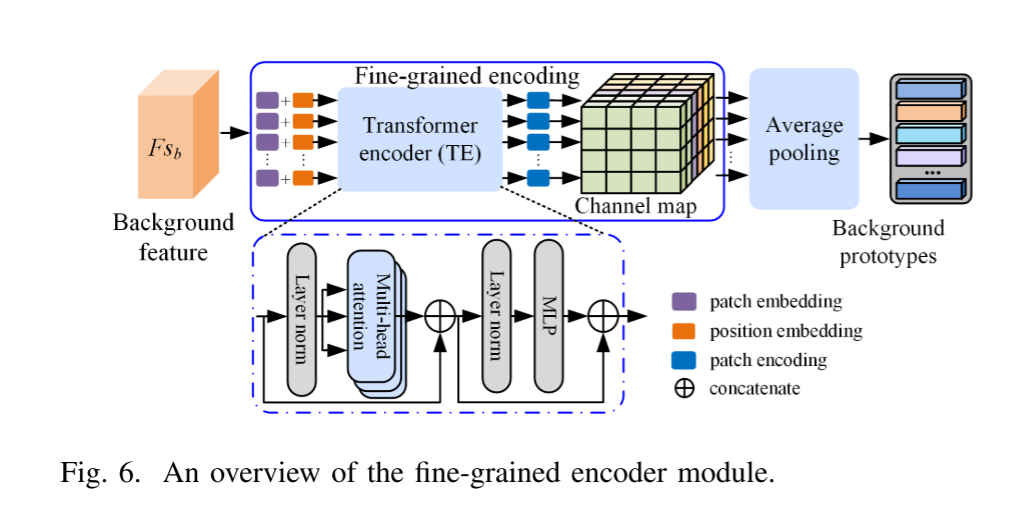 Fine-grained encoding
Fs_b
Transformer
encoder (TE)
Average
pooling
Channel map
Background
feature
Background
prototypes
+
+
+
+
...
Layer norm
Multi-head
attention
Layer norm
MLP
patch embedding
position embedding
patch encoding
concatenate
Fig. 6. An overview of the fine-grained encoder module.